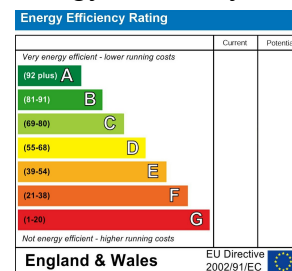 Energy Efficiency Rating
Current Potentia
Very energy efficient - lower running costs
(92 plus) A
(81-91) B
(69-80) C
(55-68) D
(39-54) E
(21-38) F
(1-20) G
Not energy efficient - higher running costs
England & Wales
EU Directive
2002/91/EC